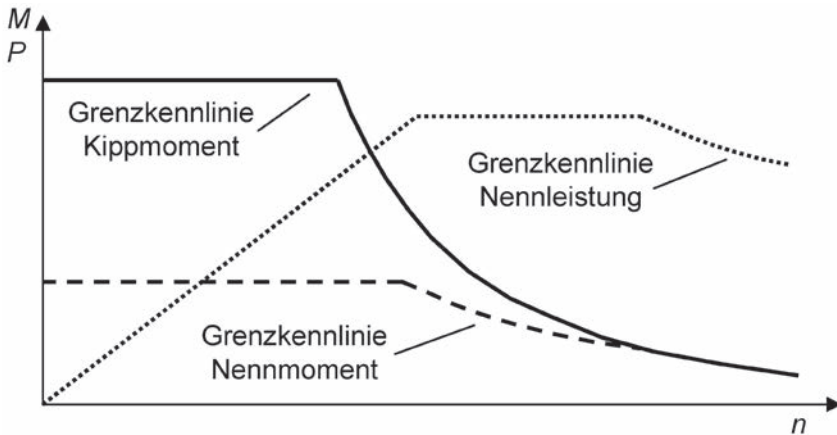 M
P
Grenzkennlinie
Kippmoment
Grenzkennlinie
Nennleistung
Grenzkennlinie
Nennmoment
n